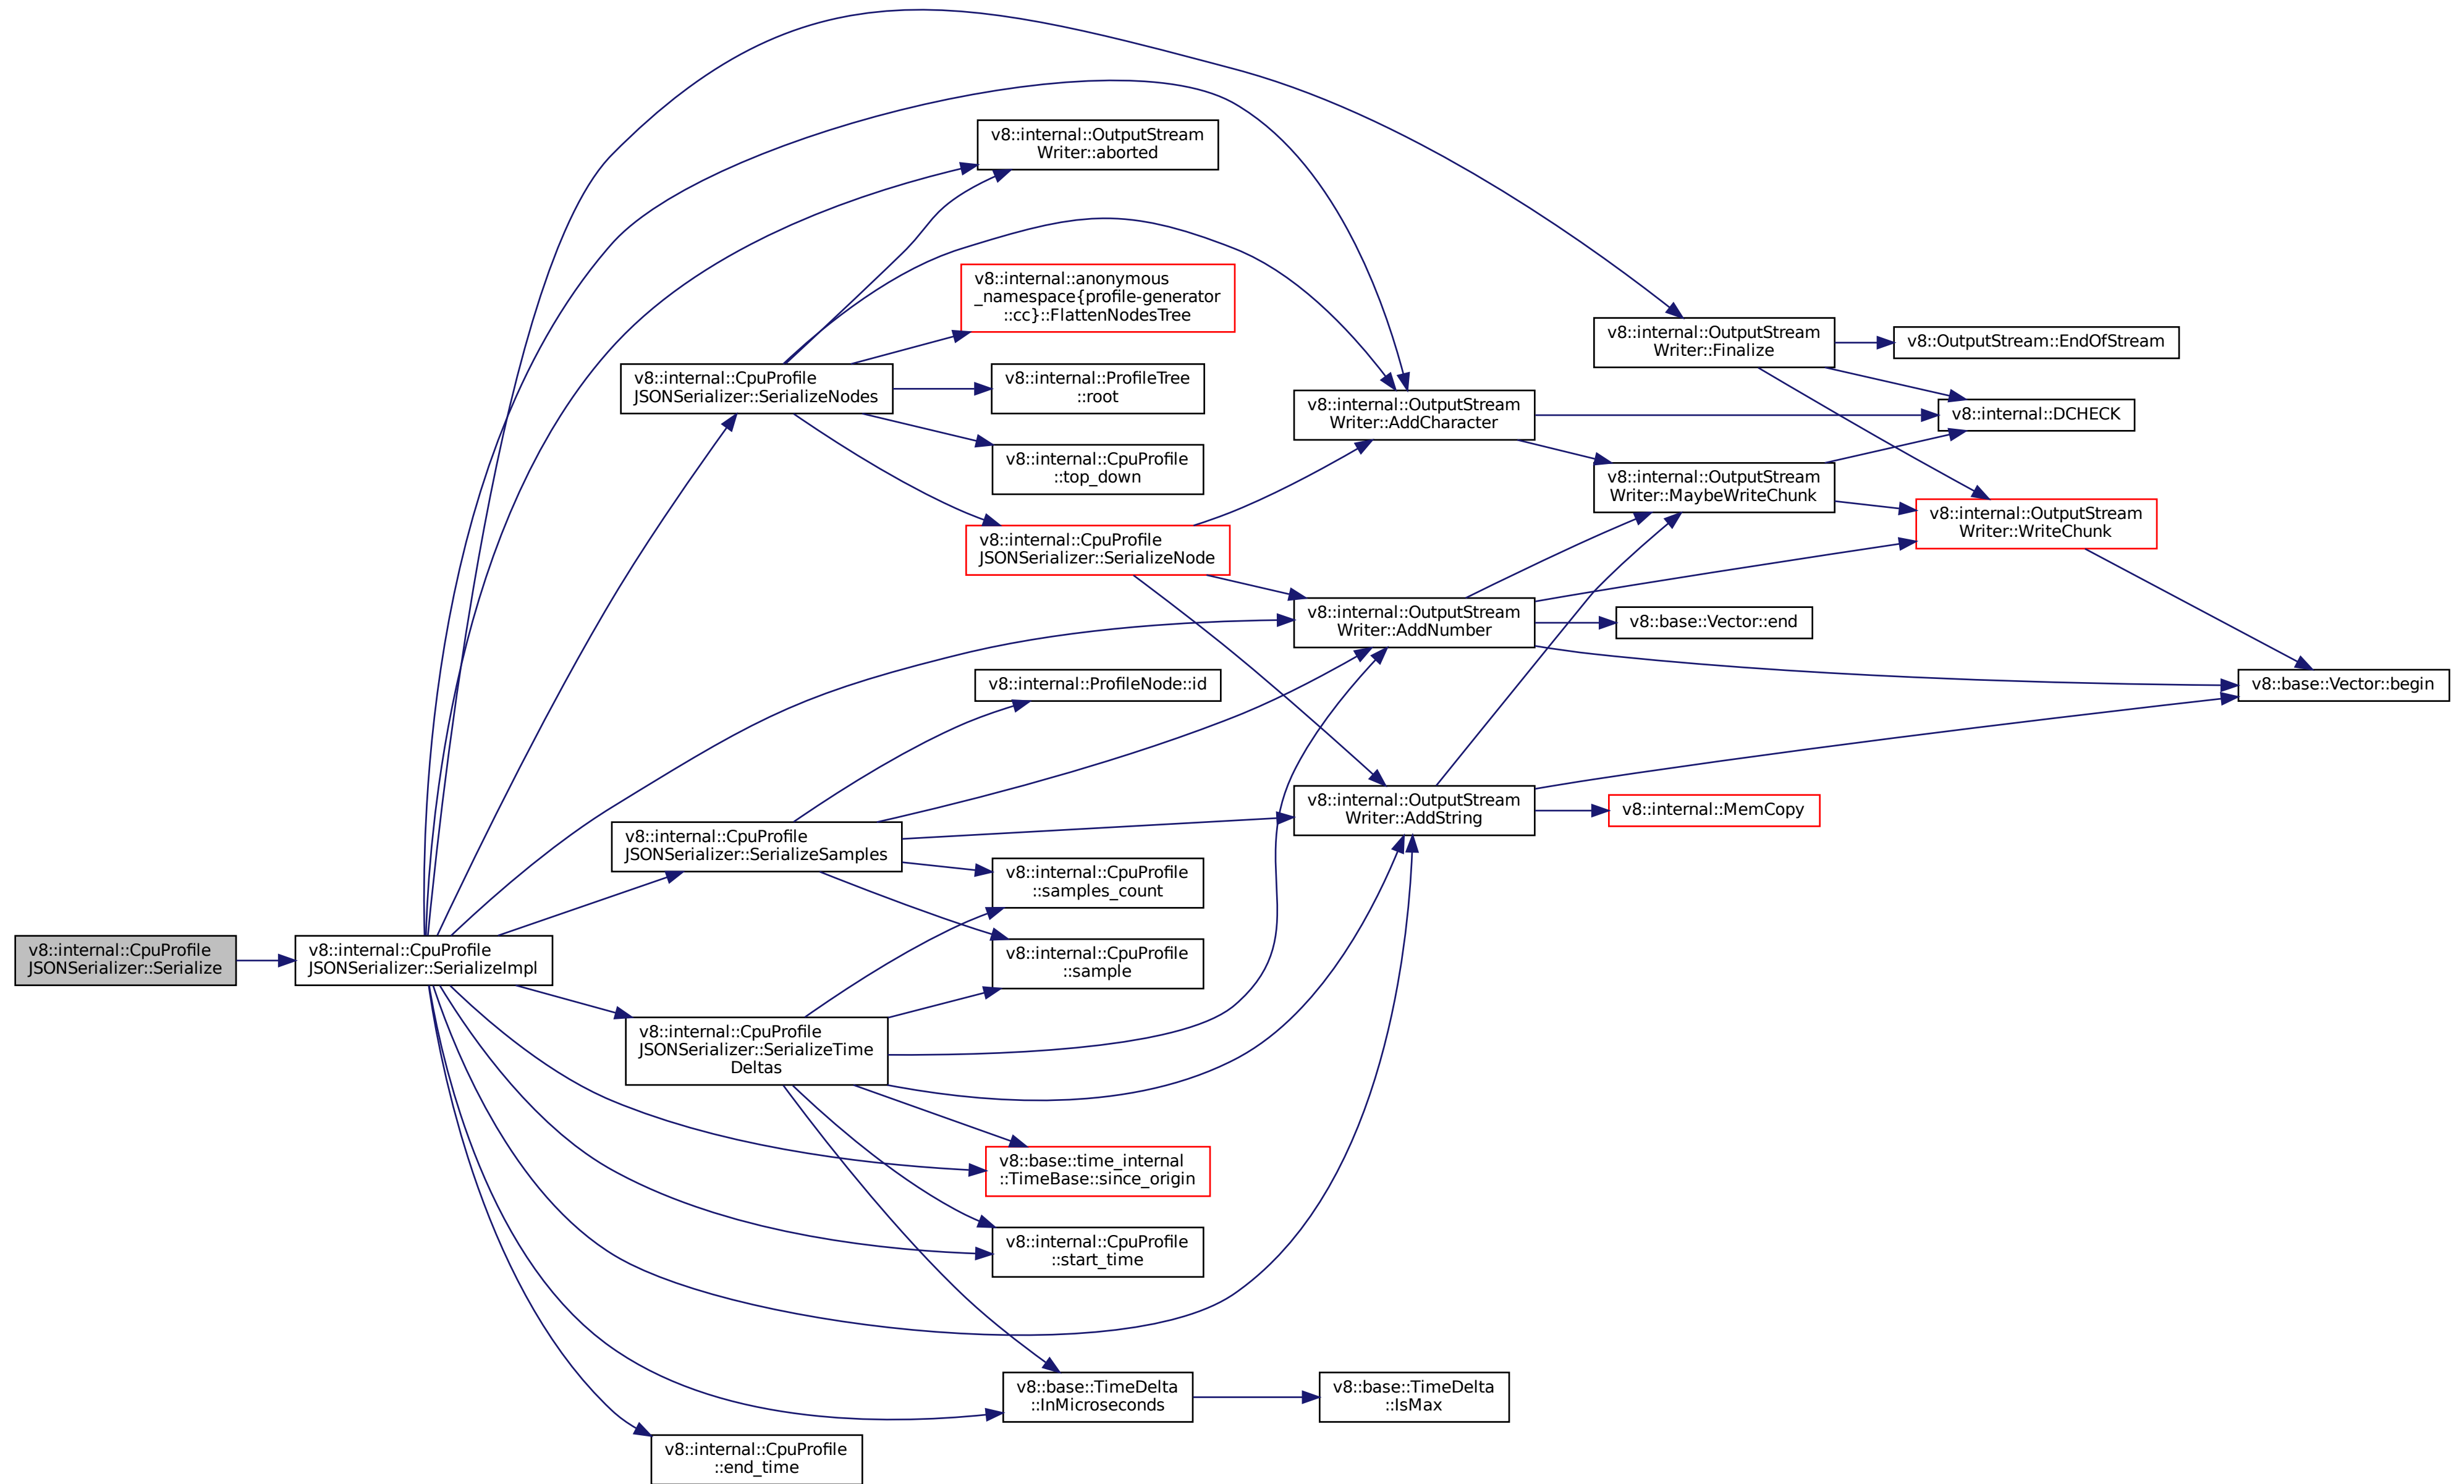 v8::internal::CpuProfile
JSONSerializer::Serialize
v8::internal::CpuProfile
JSONSerializer::SerializeImpl
v8::internal::CpuProfile
JSONSerializer::SerializeNodes
v8::internal::CpuProfile
JSONSerializer::SerializeSamples
v8::internal::CpuProfile
JSONSerializer::SerializeTime
Deltas
v8::internal::CpuProfile
::end_time
v8::internal::OutputStream
Writer::aborted
v8::internal::anonymous
_namespace{profile-generator
::cc}::FlattenNodesTree
v8::internal::ProfileTree
::root
v8::internal::CpuProfile
::top_down
v8::internal::CpuProfile
JSONSerializer::SerializeNode
v8::internal::ProfileNode::id
v8::internal::CpuProfile
::samples_count
v8::internal::CpuProfile
::sample
v8::base::time_internal
::TimeBase::since_origin
v8::internal::CpuProfile
::start_time
v8::base::TimeDelta
::InMicroseconds
v8::internal::OutputStream
Writer::AddCharacter
v8::internal::OutputStream
Writer::AddNumber
v8::internal::OutputStream
Writer::AddString
v8::base::TimeDelta
::IsMax
v8::internal::OutputStream
Writer::Finalize
v8::internal::OutputStream
Writer::MaybeWriteChunk
v8::base::Vector::end
v8::internal::MemCopy
v8::OutputStream::EndOfStream
v8::internal::DCHECK
v8::internal::OutputStream
Writer::WriteChunk
v8::base::Vector::begin